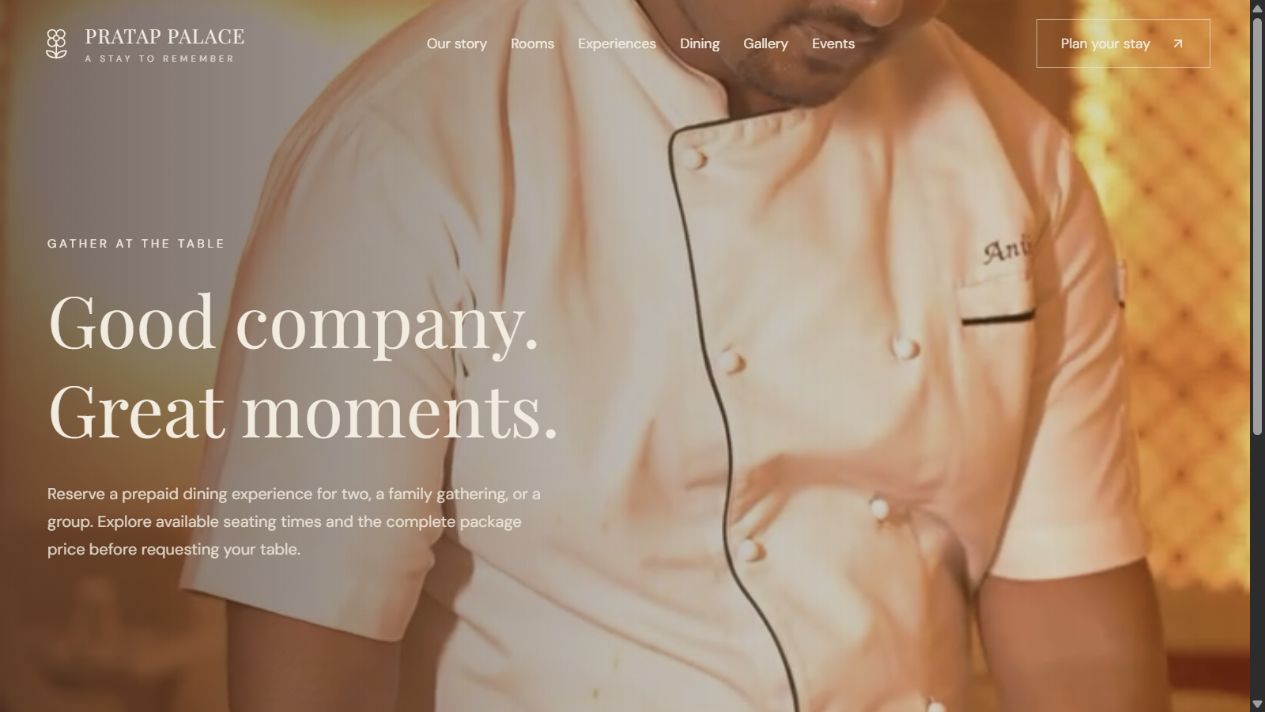 PRATAP PALACE
A STAY TO REMEMBER
Our story Rooms Experiences Dining Gallery Events
Plan your stay
GATHER AT THE TABLE
Good company.
Great moments.
Reserve a prepaid dining experience for two, a family gathering, or a
group. Explore available seating times and the complete package
price before requesting your table.